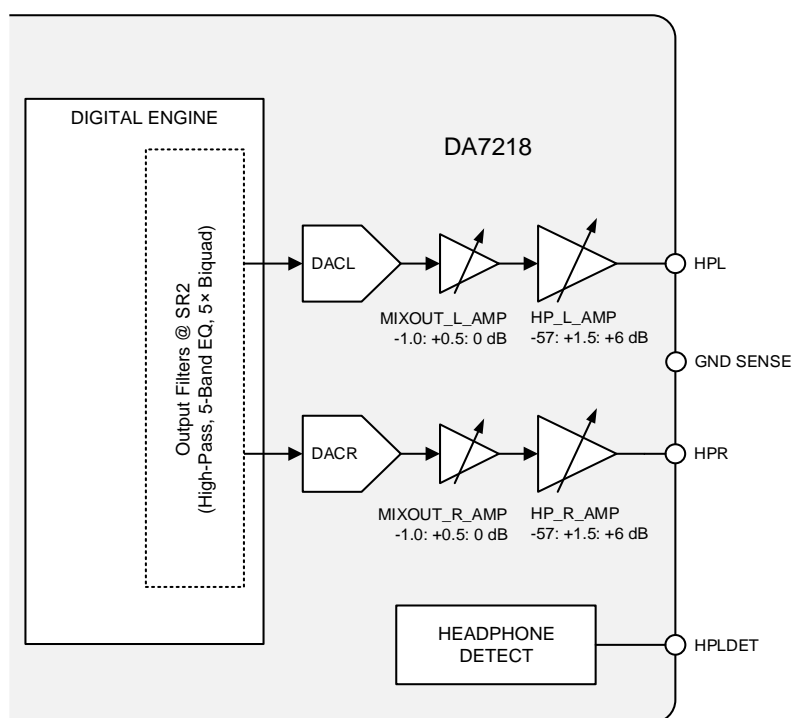 DIGITAL ENGINE
Output Filters @ SR2
(High-Pass, 5-Band EQ, 5× Biquad)
DA7218
DACL
MIXOUT_L_AMP
-1.0: +0.5: 0 dB
HP_L_AMP
-57: +1.5: +6 dB
HPL
GND SENSE
DACR
MIXOUT_R_AMP
-1.0: +0.5: 0 dB
HP_R_AMP
-57: +1.5: +6 dB
HPR
HEADPHONE
DETECT
HPLDET